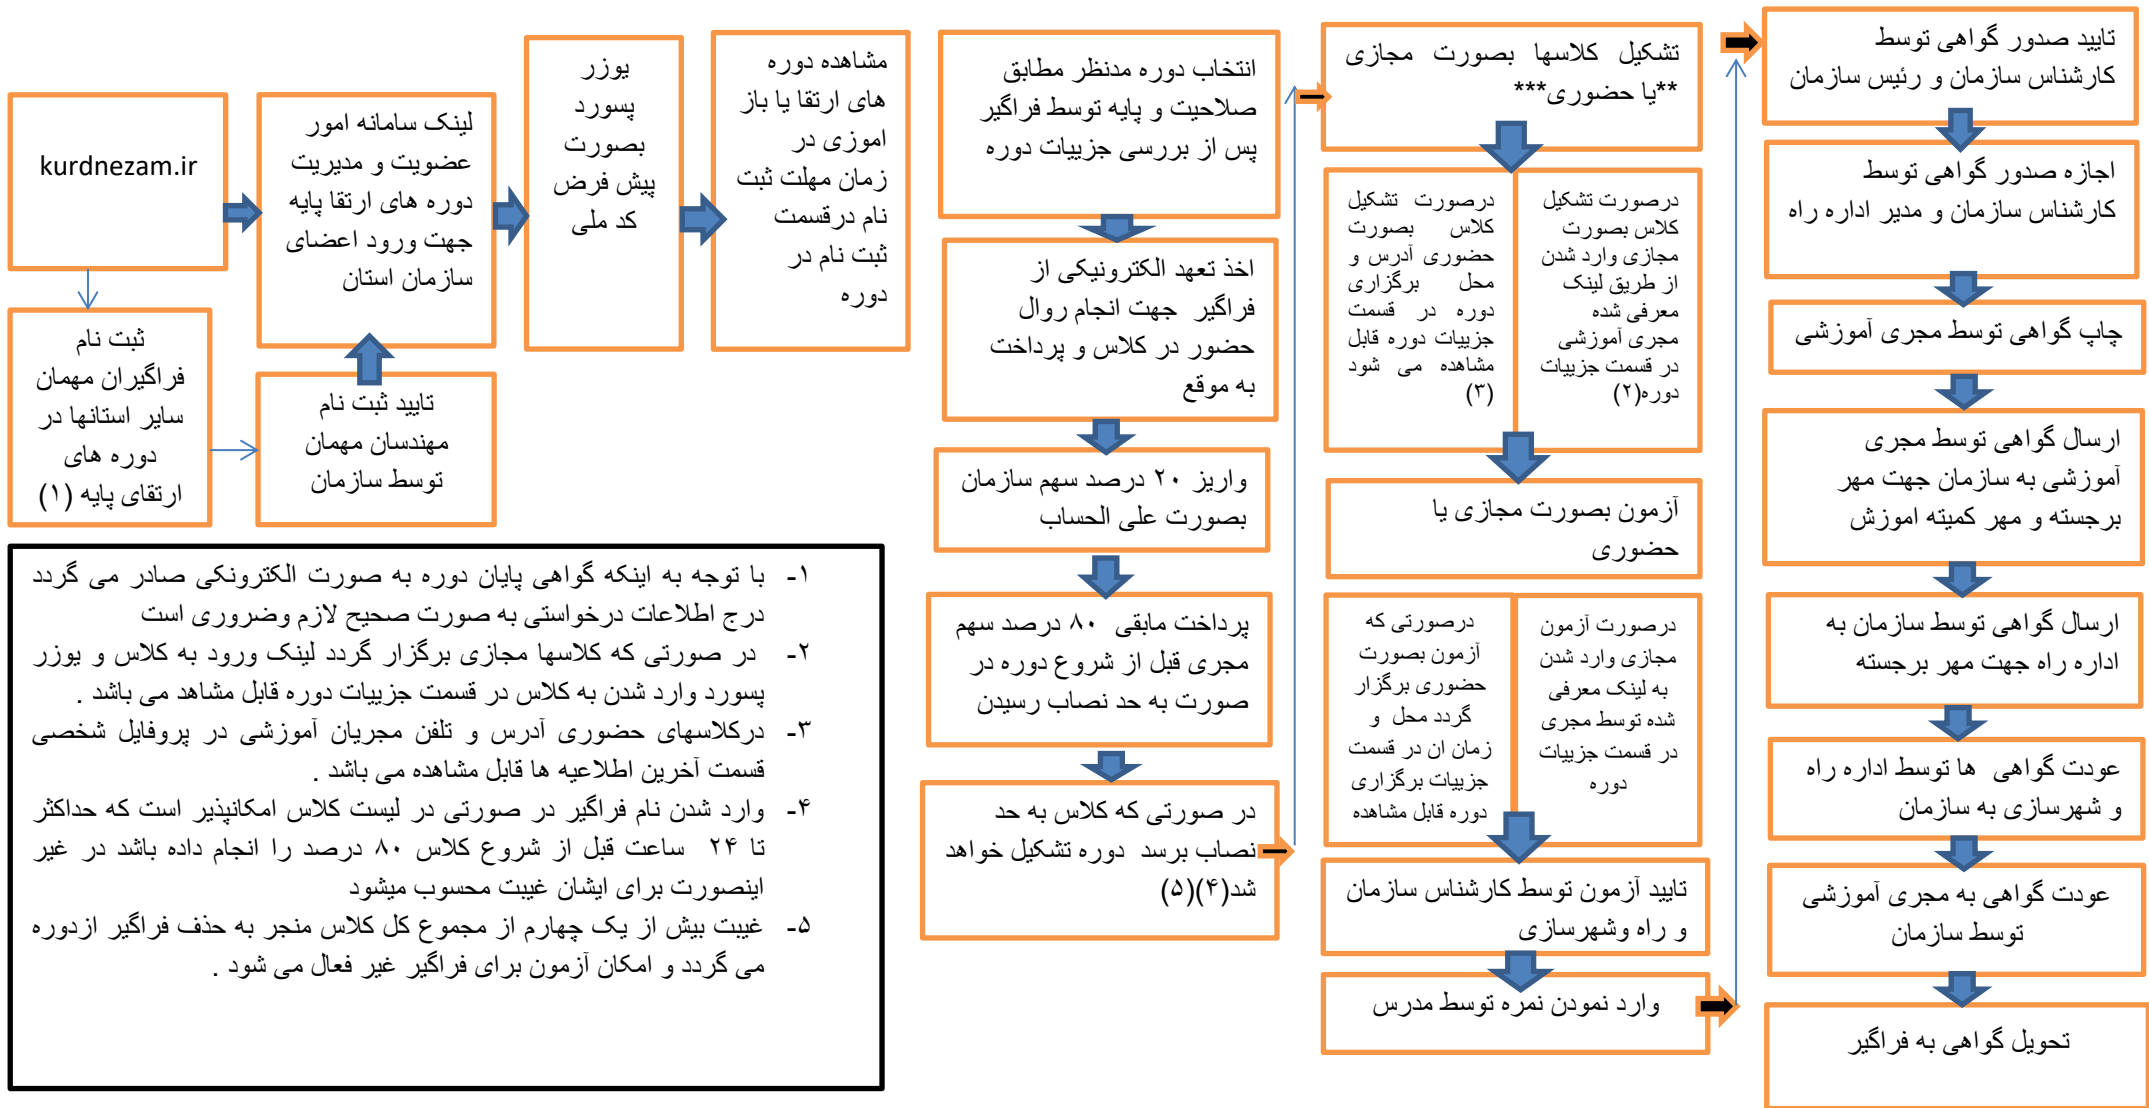 kurdnezam.ir
ثبت نام
فراگیران مهمان
سایر استانها در
دوره های
ارتقای پایه (۱)
لینک سامانه امور
عضویت و مدیریت
دوره های ارتقا پایه
جهت ورود اعضای
سازمان استان
تایید ثبت نام
مهندسان مهمان
توسط سازمان
یوزر
پسورد
بصورت
پیش فرض
کد ملی
مشاهده دوره
های ارتقا یا باز
اموزی در
زمان مهلت ثبت
نام درقسمت
ثبت نام در
دوره
انتخاب دوره مدنظر مطابق
صلاحیت و پایه توسط فراگیر
پس از بررسی جزییات دوره
اخذ تعهد الکترونیکی از
فراگیر جهت انجام روال
حضور در کلاس و پرداخت
به موقع
واریز ۲۰ درصد سهم سازمان
بصورت علی الحساب
پرداخت مابقی ۸۰ درصد سهم
مجری قبل از شروع دوره در
صورت به حد نصاب رسیدن
در صورتی که کلاس به حد
نصاب برسد دوره تشکیل خواهد
شد(۴)(۵)
تشکیل کلاسها بصورت مجازی
**یا حضوری***
درصورت تشکیل
کلاس بصورت
مجازی وارد شدن
از طریق لینک
معرفی شده
مجری آموزشی
در قسمت جزییات
دوره(۲)
درصورت تشکیل
کلاس بصورت
حضوری آدرس و
محل برگزاری
دوره در قسمت
جزییات دوره قابل
مشاهده می شود
(۳)
آزمون بصورت مجازی یا
حضوری
درصورت آزمون
مجازی وارد شدن
به لینک معرفی
شده توسط مجری
در قسمت جزییات
دوره
درصورتی که
آزمون بصورت
حضوری برگزار
گردد محل و
زمان ان در قسمت
جزییات برگزاری
دوره قابل مشاهده
تایید آزمون توسط کارشناس سازمان
و راه وشهرسازی
وارد نمودن نمره توسط مدرس
تایید صدور گواهی توسط
کارشناس سازمان و رئیس سازمان
اجازه صدور گواهی توسط
کارشناس سازمان و مدیر اداره راه
چاپ گواهی توسط مجری آموزشی
ارسال گواهی توسط مجری
آموزشی به سازمان جهت مهر
برجسته و مهر کمیته اموزش
ارسال گواهی توسط سازمان به
اداره راه جهت مهر برجسته
عودت گواهی ها توسط اداره راه
و شهرسازی به سازمان
عودت گواهی به مجری آموزشی
توسط سازمان
تحویل گواهی به فراگیر
۱- با توجه به اینکه گواهی پایان دوره به صورت الکترونکی صادر می گردد
درج اطلاعات درخواستی به صورت صحیح لازم وضروری است
۲- در صورتی که کلاسها مجازی برگزار گردد لینک ورود به کلاس و یوزر
پسورد وارد شدن به کلاس در قسمت جزییات دوره قابل مشاهد می باشد .
۳- درکلاسهای حضوری آدرس و تلفن مجریان آموزشی در پروفایل شخصی
قسمت آخرین اطلاعیه ها قابل مشاهده می باشد .
۴- وارد شدن نام فراگیر در صورتی در لیست کلاس امکانپذیر است که حداکثر
تا ۲۴ ساعت قبل از شروع کلاس ۸۰ درصد را انجام داده باشد در غیر
اینصورت برای ایشان غیبت محسوب میشود
۵- غیبت بیش از یک چهارم از مجموع کل کلاس منجر به حذف فراگیر ازدوره
می گردد و امکان آزمون برای فراگیر غیر فعال می شود .